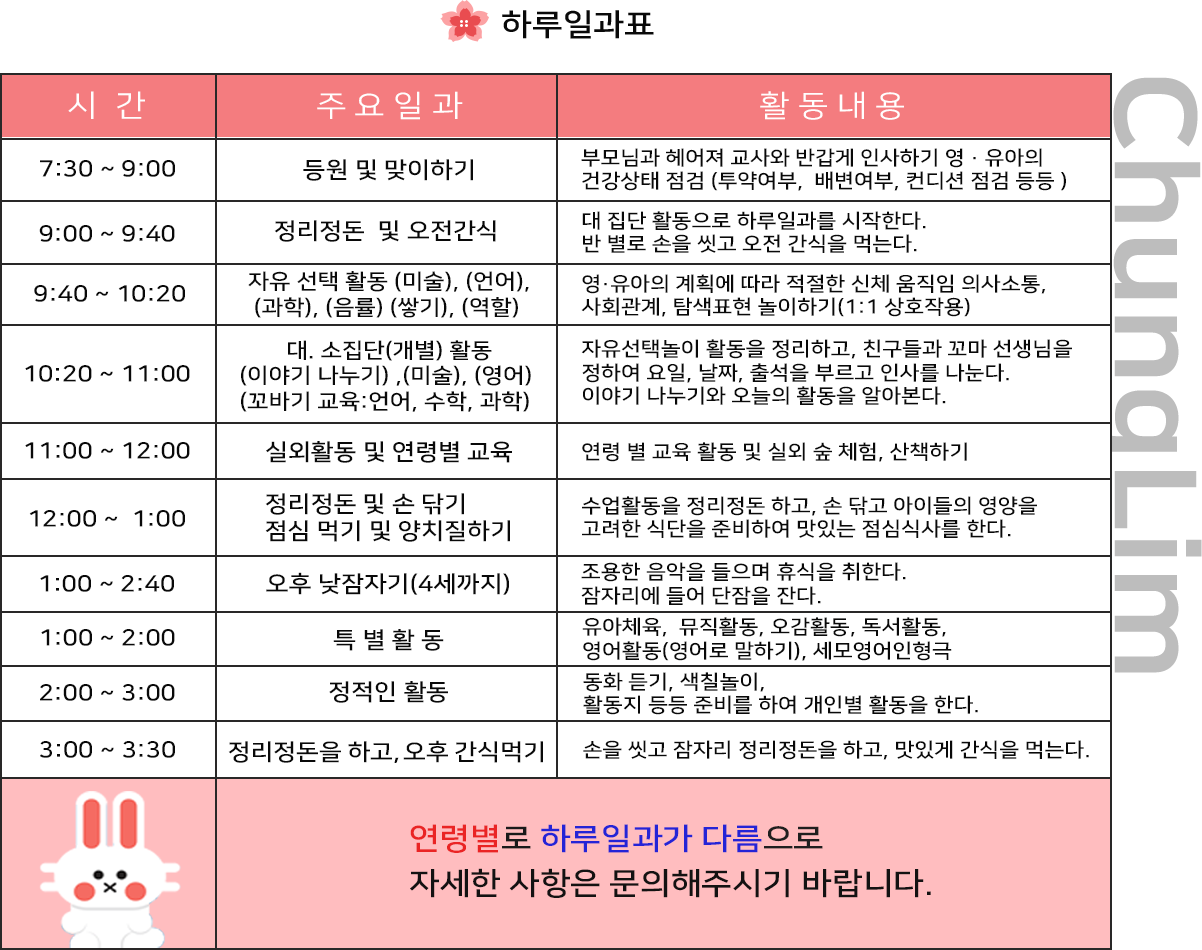 하루일과표
시 간
주요일과
활동내용
7:30 ~ 9:00
등원 및 맞이하기
부모님과 헤어져 교사와 반갑게 인사하기 영 · 유아의
건강상태 점검 (투약여부, 배변여부, 컨디션 점검 등등 )
9:00 ~ 9:40
정리정돈 및 오전간식
대 집단 활동으로 하루일과를 시작한다.
반 별로 손을 씻고 오전 간식을 먹는다.
9:40 ~ 10:20
자유 선택 활동 (미술), (언어),
(과학), (음률) (쌓기), (역할)
영·유아의 계획에 따라 적절한 신체 움직임 의사소통,
사회관계, 탐색표현 놀이하기(1:1 상호작용)
10:20 ~ 11:00
대. 소집단(개별) 활동
(이야기 나누기) ,(미술), (영어)
(꼬바기 교육:언어, 수학, 과학)
자유선택놀이 활동을 정리하고, 친구들과 꼬마 선생님을
정하여 요일, 날짜, 출석을 부르고 인사를 나눈다.
이야기 나누기와 오늘의 활동을 알아본다.
11:00 ~ 12:00
실외활동 및 연령별 교육
연령 별 교육 활동 및 실외 숲 체험, 산책하기
12:00 ~ 1:00
정리정돈 및 손 닦기
점심 먹기 및 양치질하기
수업활동을 정리정돈 하고, 손 닦고 아이들의 영양을
고려한 식단을 준비하여 맛있는 점심식사를 한다.
1:00 ~ 2:40
오후 낮잠자기(4세까지)
조용한 음악을 들으며 휴식을 취한다.
잠자리에 들어 단잠을 잔다.
1:00 ~ 2:00
특 별 활 동
유아체육, 뮤직활동, 오감활동, 독서활동,
영어활동(영어로 말하기), 세모영어인형극
2:00 ~ 3:00
정적인 활동
동화 듣기, 색칠놀이,
활동지 등등 준비를 하여 개인별 활동을 한다.
3:00 ~ 3:30
정리정돈을 하고, 오후 간식먹기
손을 씻고 잠자리 정리정돈을 하고, 맛있게 간식을 먹는다.
연령별로 하루일과가 다름으로
자세한 사항은 문의해주시기 바랍니다.
ChungLim